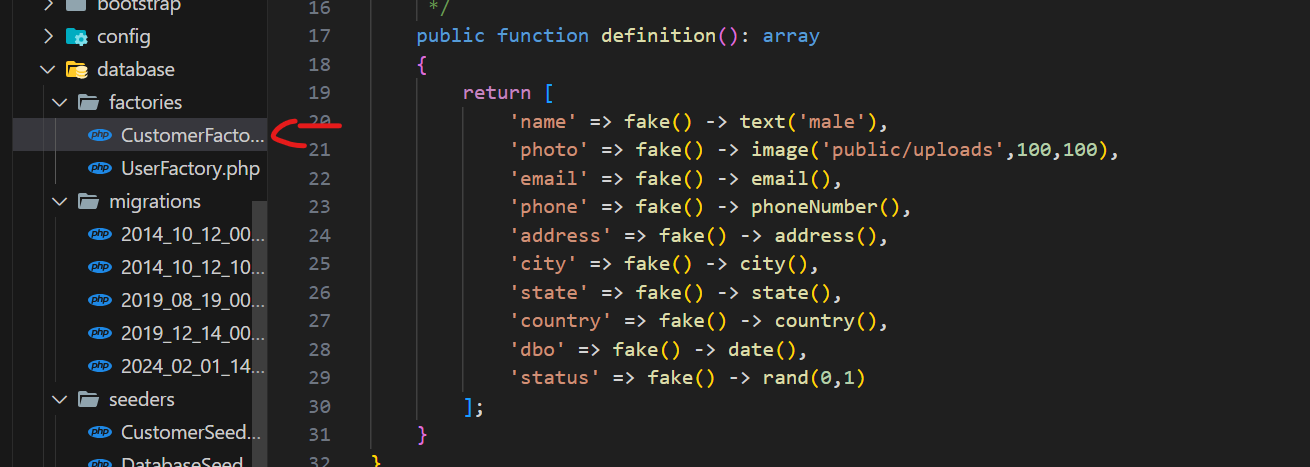 bootstrap
config
database
factories
CustomerFacto...
UserFactory.php
migrations
2014_10_12_00...
2014_10_12_10...
2019_08_19_00...
2019_12_14_00...
2024_02_01_14...
seeders
CustomerSeed...
DatabaseSeed
16 */
17 public function definition(): array
18 {
19 return [
20 'name' => fake() -> text('male'),
21 'photo' => fake() -> image('public/uploads',100,100),
22 'email' => fake() -> email(),
23 'phone' => fake() -> phoneNumber(),
24 'address' => fake() -> address(),
25 'city' => fake() -> city(),
26 'state' => fake() -> state(),
27 'country' => fake() -> country(),
28 'dbo' => fake() -> date(),
29 'status' => fake() -> rand(0,1)
30 ];
31 }
32 }